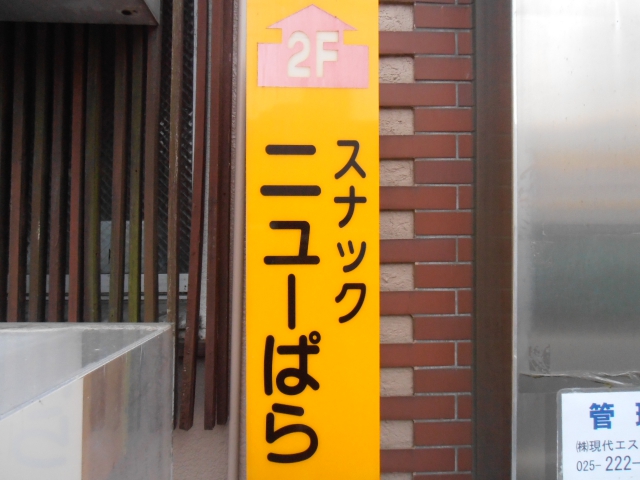 2F
スナック
ニューぱら
管
㈱現代エス
025-222-